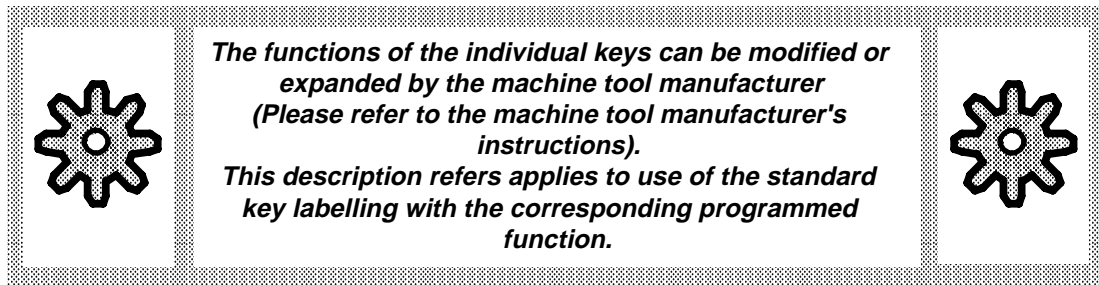 The functions of the individual keys can be modified or
expanded by the machine tool manufacturer
(Please refer to the machine tool manufacturer's
instructions).
This description refers applies to use of the standard
key labelling with the corresponding programmed
function.